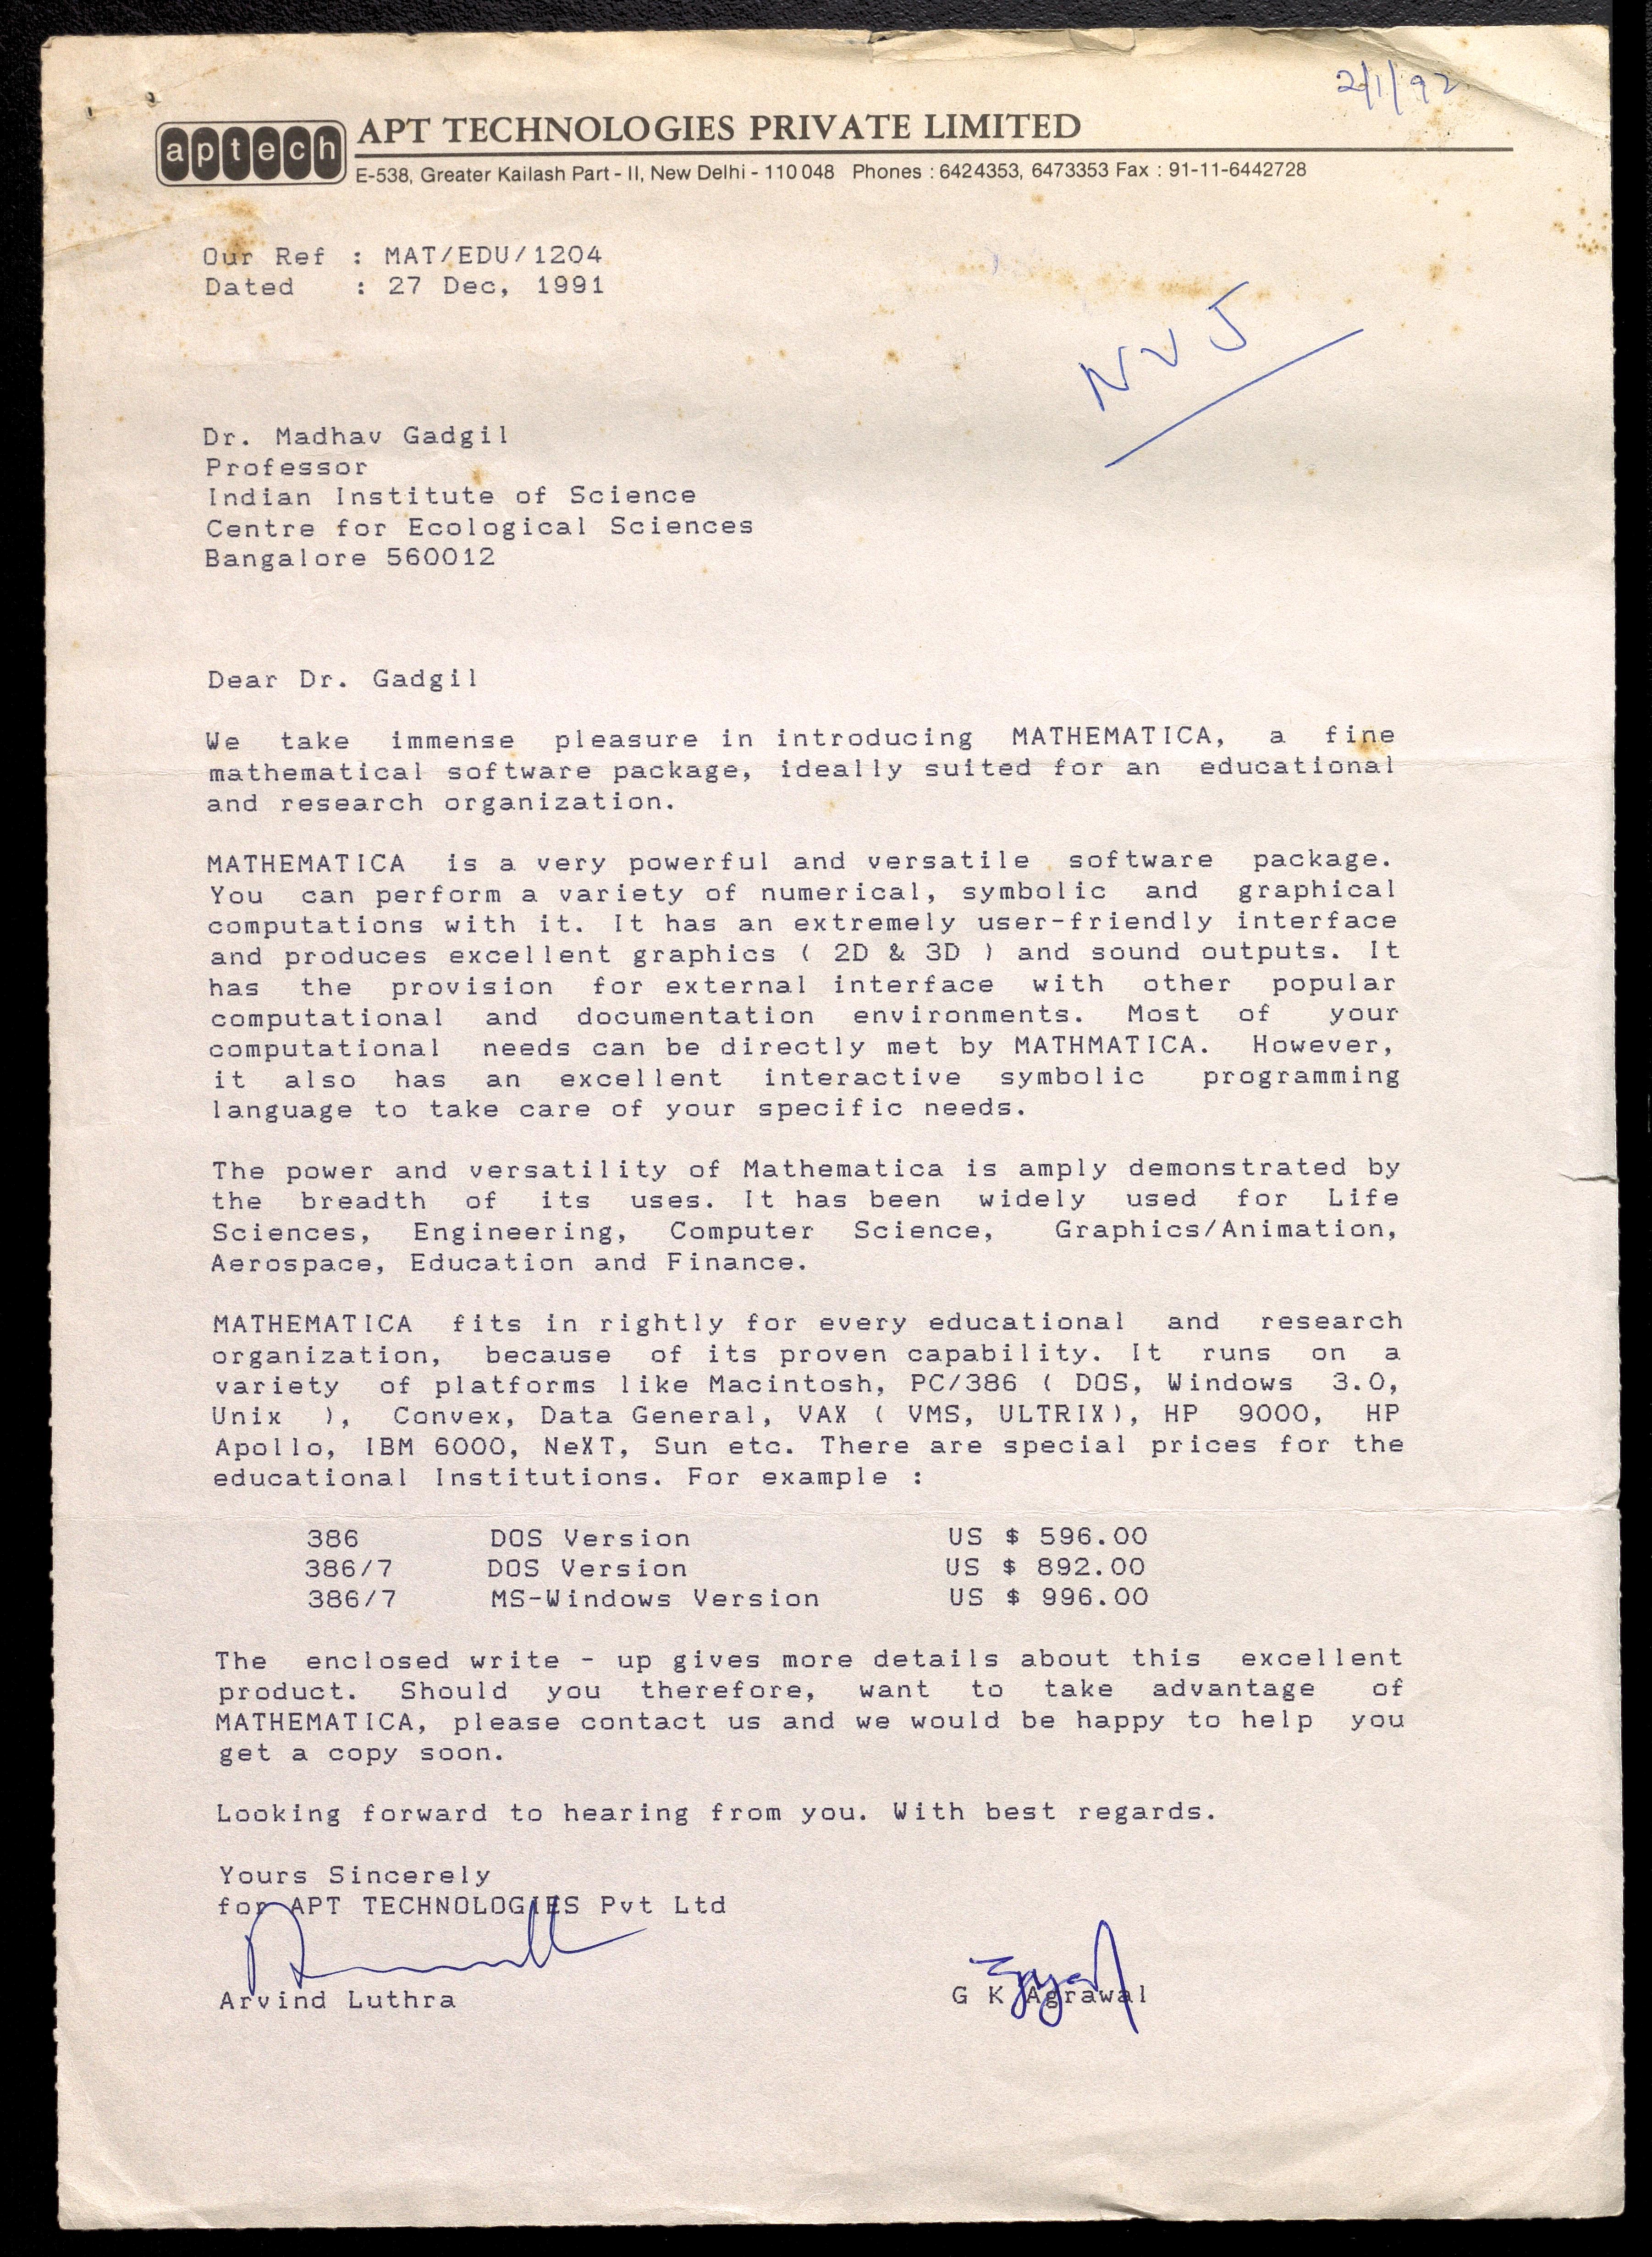 2/1/92
aptech
APT TECHNOLOGIES PRIVATE LIMITED
E-538, Greater Kailash Part - II, New Delhi - 110 048 Phones : 6424353, 6473353 Fax : 91-11-6442728
Our Ref : MAT/EDU/1204
Dated : 27 Dec, 1991
NVJ
Dr. Madhav Gadgil
Professor
Indian Institute of Science
Centre for Ecological Sciences
Bangalore 560012
Dear Dr. Gadgil
We take immense pleasure in introducing MATHEMATICA, a fine
mathematical software package, ideally suited for an educational
and research organization.
MATHEMATICA is a very powerful and versatile software package.
You can perform a variety of numerical, symbolic and graphical
computations with it. It has an extremely user-friendly interface
and produces excellent graphics ( 2D & 3D ) and sound outputs. It
has the provision for external interface with other popular
computational and documentation environments. Most of your
computational needs can be directly met by MATHMATICA. However,
it also has an excellent interactive symbolic programming
language to take care of your specific needs.
The power and versatility of Mathematica is amply demonstrated by
the breadth of its uses. It has been widely used for Life
Sciences, Engineering, Computer Science, Graphics/Animation,
Aerospace, Education and Finance.
MATHEMATICA fits in rightly for every educational and research
organization, because of its proven capability. It runs on a
variety of platforms like Macintosh, PC/386 ( DOS, Windows 3.0,
Unix ), Convex, Data General, VAX ( VMS, ULTRIX), HP 9000, HP
Apollo, IBM 6000, NeXT, Sun etc. There are special prices for the
educational Institutions. For example :
386 DOS Version US $ 596.00
386/7 DOS Version US $ 892.00
386/7 MS-Windows Version US $ 996.00
The enclosed write - up gives more details about this excellent
product. Should you therefore, want to take advantage of
MATHEMATICA, please contact us and we would be happy to help you
get a copy soon.
Looking forward to hearing from you. With best regards.
Yours Sincerely
for APT TECHNOLOGIES Pvt Ltd
Arvind Luthra G K Agrawal